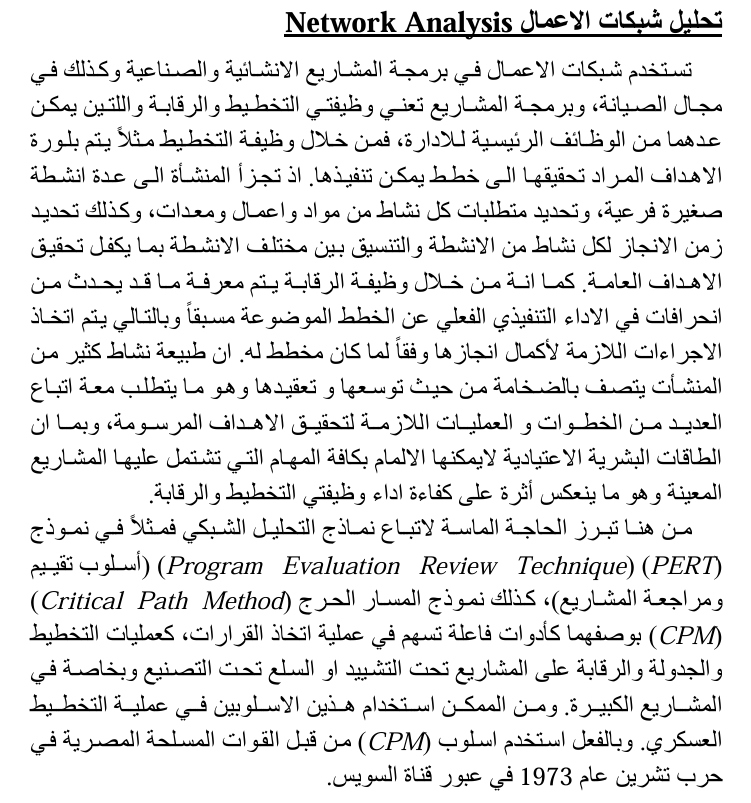 تحليل شبكات الاعمال Network Analysis
تستخدم شبكات الاعمال في برمجة المشاريع الانشائية والصناعية وكذلك في
مجال الصيانة، وبرمجة المشاريع تعني وظيفتي التخطيط والرقابة واللتين يمكن
عدهما من الوظائف الرئيسية للادارة، فمن خلال وظيفة التخطيط مثلاً يتم بلورة
الاهداف المراد تحقيقها الى خطط يمكن تنفيذها. اذ تجزأ المنشأة الى عدة انشطة
صغيرة فرعية، وتحديد متطلبات كل نشاط من مواد واعمال ومعدات، وكذلك تحديد
زمن الانجاز لكل نشاط من الانشطة والتنسيق بين مختلف الانشطة بما يكفل تحقيق
الاهداف العامة. كما انة من خلال وظيفة الرقابة يتم معرفة ما قد يحدث من
انحرافات في الاداء التنفيذي الفعلي عن الخطط الموضوعة مسبقاً وبالتالي يتم اتخاذ
الاجراءات اللازمة لأكمال انجازها وفقاً لما كان مخطط له. ان طبيعة نشاط كثير من
المنشأت يتصف بالضخامة من حيث توسعها و تعقيدها وهو ما يتطلب معة اتباع
العديد من الخطوات و العمليات اللازمة لتحقيق الاهداف المرسومة، وبما ان
الطاقات البشرية الاعتيادية لايمكنها الالمام بكافة المهام التي تشتمل عليها المشاريع
المعينة وهو ما ينعكس أثرة على كفاءة اداء وظيفتي التخطيط والرقابة.
من هنا تبرز الحاجة الماسة لاتباع نماذج التحليل الشبكي فمثلاً في نموذج
(PERT) (Program Evaluation Review Technique) (أسلوب تقييم
ومراجعة المشاريع)، كذلك نموذج المسار الحرج (Critical Path Method)
(CPM) بوصفهما كأدوات فاعلة تسهم في عملية اتخاذ القرارات، كعمليات التخطيط
والجدولة والرقابة على المشاريع تحت التشييد او السلع تحت التصنيع وبخاصة في
المشاريع الكبيرة. ومن الممكن استخدام هذين الاسلوبين في عملية التخطيط
العسكري. وبالفعل استخدم اسلوب (CPM) من قبل القوات المسلحة المصرية في
حرب تشرين عام 1973 في عبور قناة السويس.